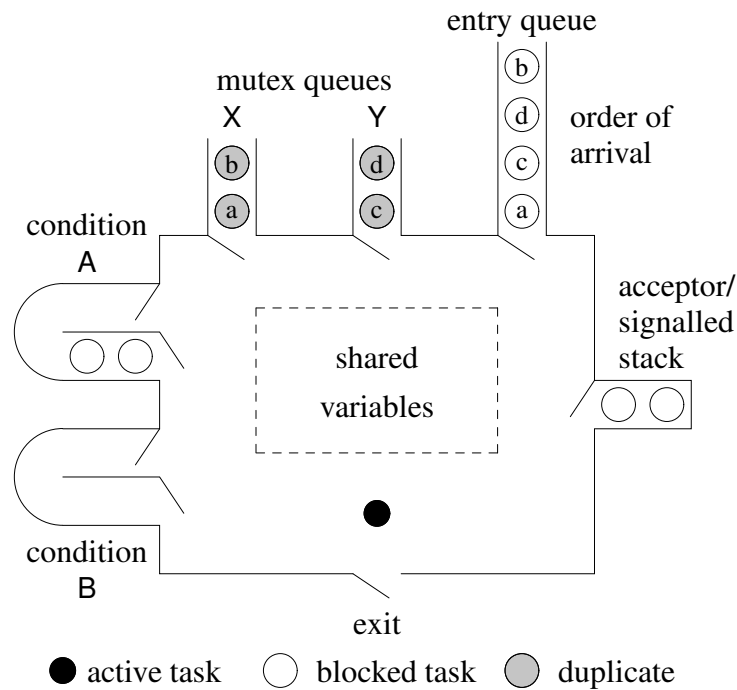 entry queue
mutex queues
X
Y
b
d
c
a
b
a
d
c
order of
arrival
condition
A
acceptor/
signalled
stack
shared
variables
condition
B
exit
active task
blocked task
duplicate